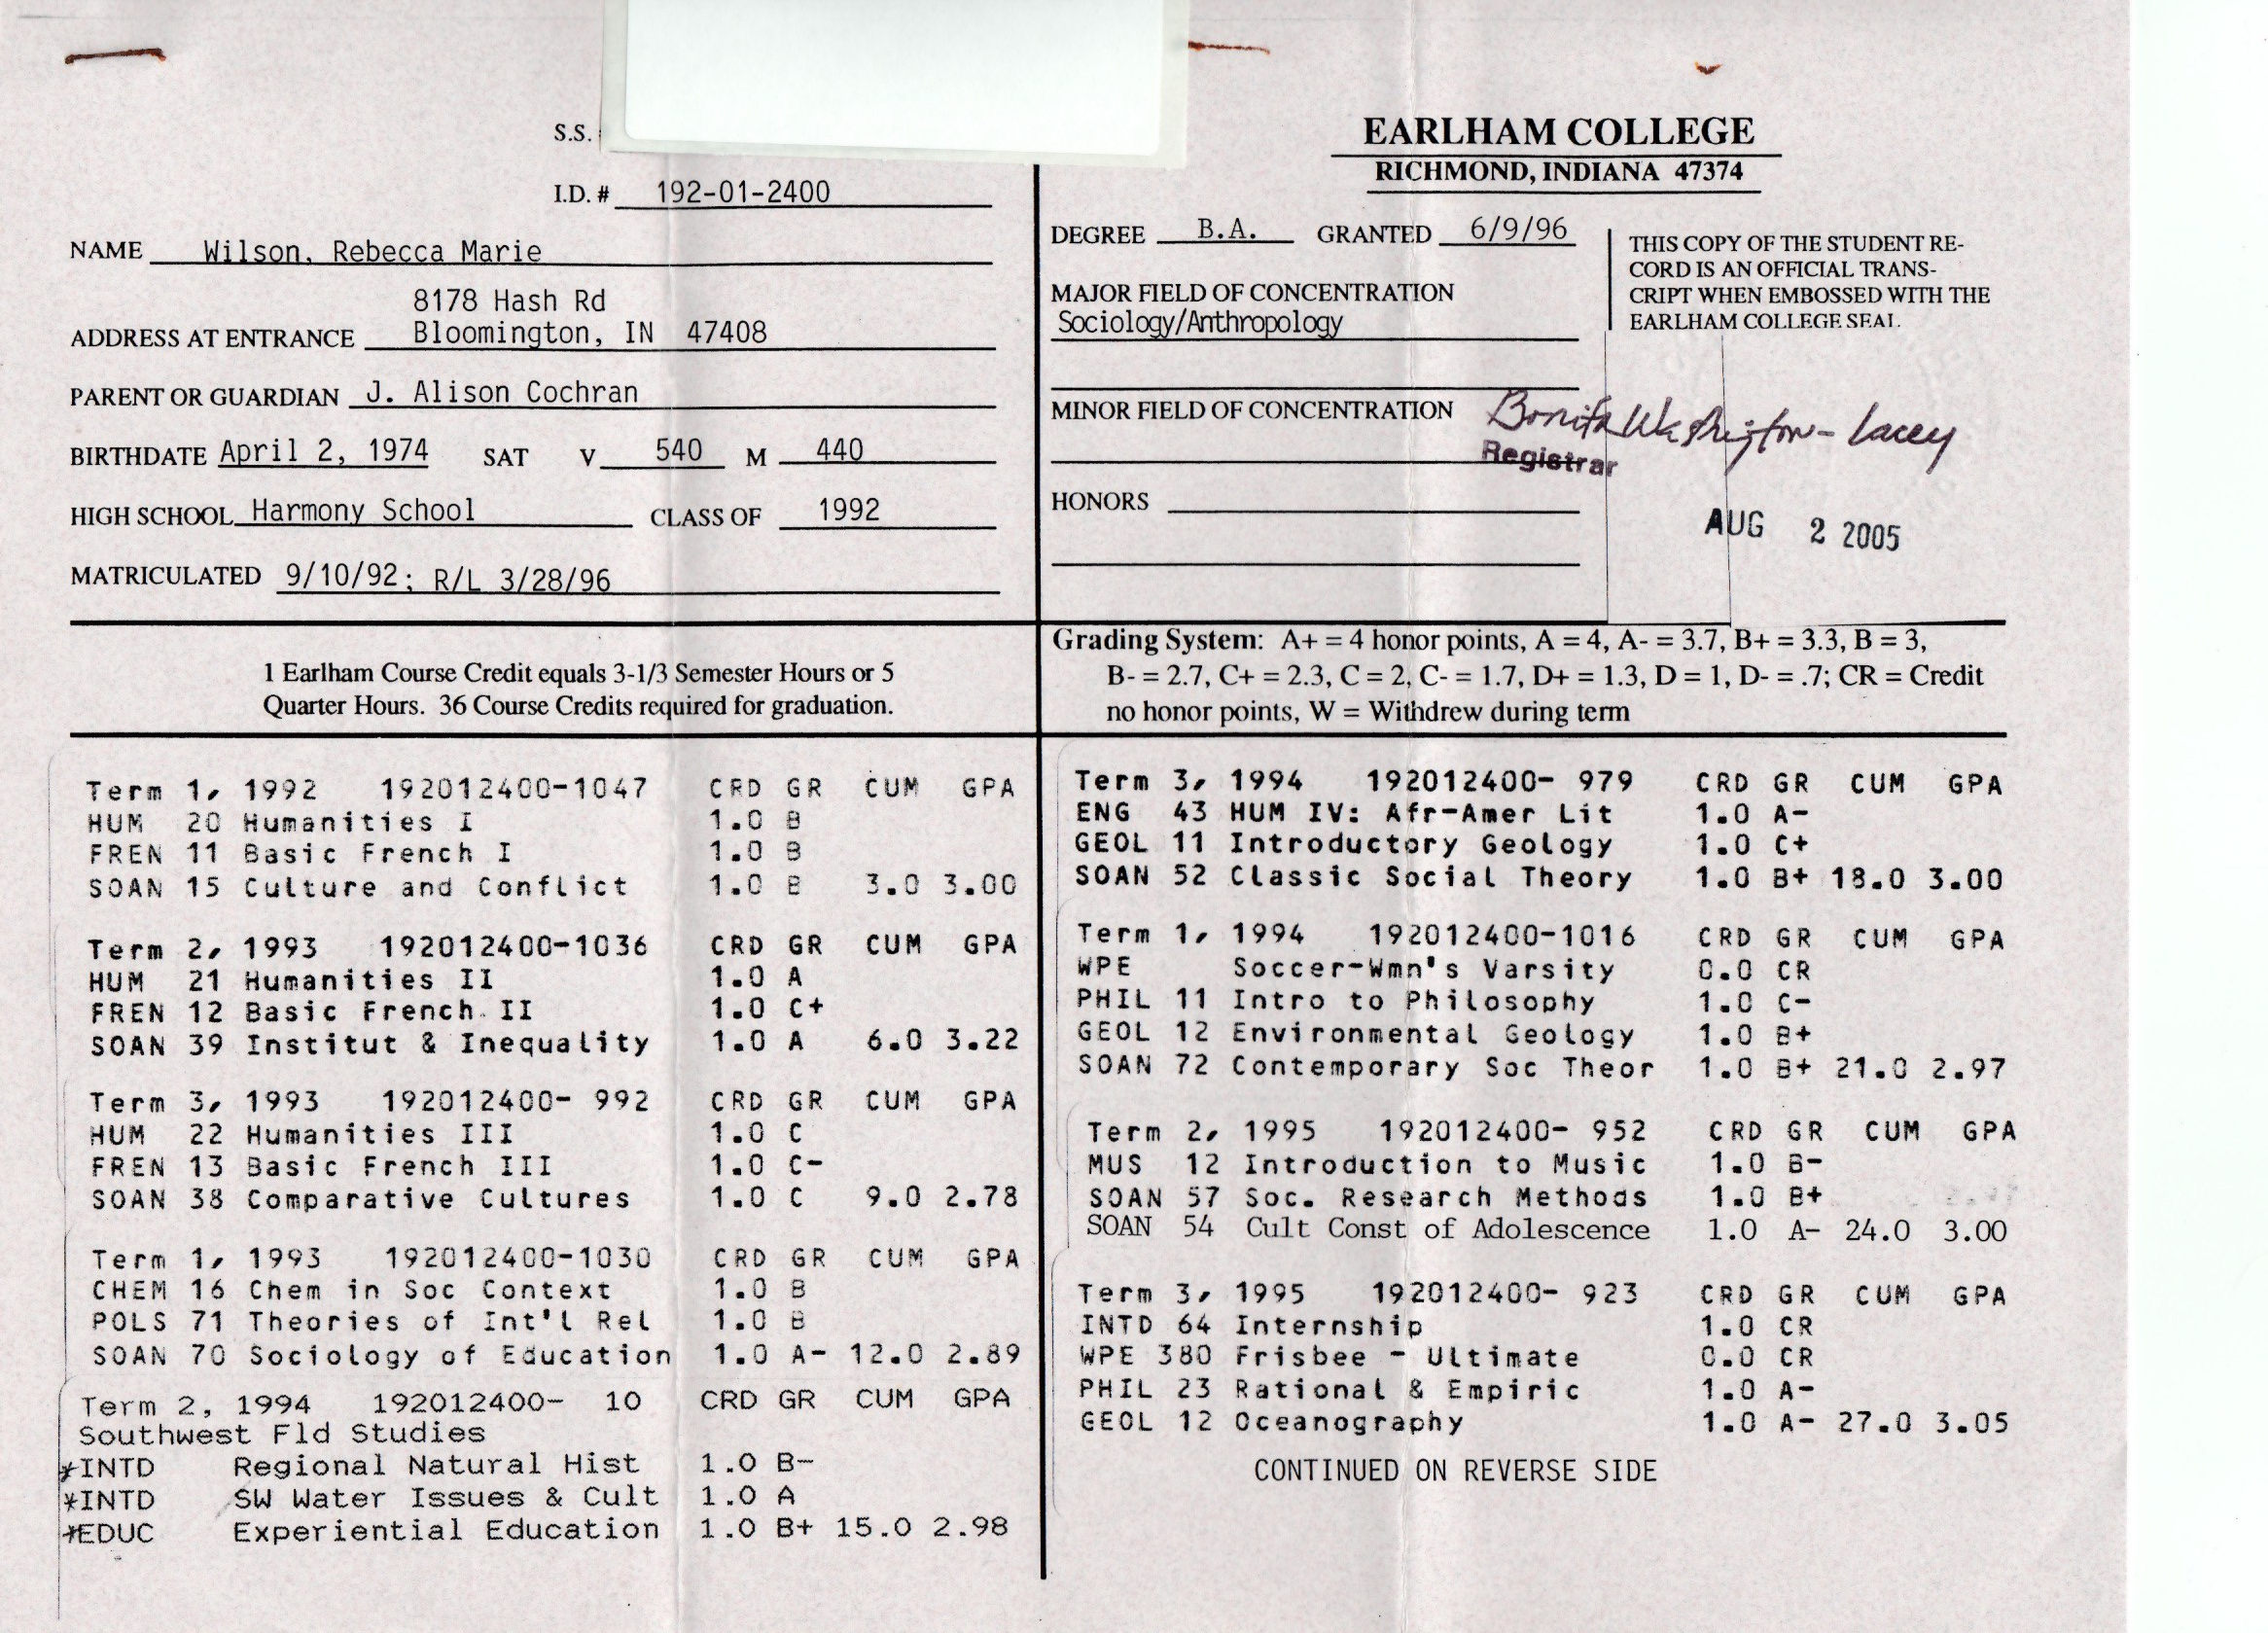 S.S.
I.D. # 192-01-2400
NAME Wilson, Rebecca Marie
8178 Hash Rd
ADDRESS AT ENTRANCE Bloomington, IN 47408
PARENT OR GUARDIAN J. Alison Cochran
BIRTHDATE April 2, 1974 SAT V 540 M 440
HIGH SCHOOL Harmony School CLASS OF 1992
MATRICULATED 9/10/92; R/L 3/28/96
1 Earlham Course Credit equals 3-1/3 Semester Hours or 5
Quarter Hours. 36 Course Credits required for graduation.
EARLHAM COLLEGE
RICHMOND, INDIANA 47374
DEGREE B.A. GRANTED 6/9/96
MAJOR FIELD OF CONCENTRATION
Sociology/Anthropology
MINOR FIELD OF CONCENTRATION
HONORS
THIS COPY OF THE STUDENT RE-
CORD IS AN OFFICIAL TRANS-
CRIPT WHEN EMBOSSED WITH THE
EARLHAM COLLEGE SEAL.
Bonita Washington-Lacey
Registrar
AUG 2 2005
Grading System: A+ = 4 honor points, A = 4, A- = 3.7, B+ = 3.3, B = 3,
B- = 2.7, C+ = 2.3, C = 2, C- = 1.7, D+ = 1.3, D = 1, D- = .7; CR = Credit
no honor points, W = Withdrew during term
Term 1, 1992 192012400-1047 CRD GR CUM GPA
HUM 20 Humanities I 1.0 B
FREN 11 Basic French I 1.0 B
SOAN 15 Culture and Conflict 1.0 B 3.0 3.00
Term 2, 1993 192012400-1036 CRD GR CUM GPA
HUM 21 Humanities II 1.0 A
FREN 12 Basic French II 1.0 C+
SOAN 39 Institut & Inequality 1.0 A 6.0 3.22
Term 3, 1993 192012400- 992 CRD GR CUM GPA
HUM 22 Humanities III 1.0 C
FREN 13 Basic French III 1.0 C-
SOAN 38 Comparative Cultures 1.0 C 9.0 2.78
Term 1, 1993 192012400-1030 CRD GR CUM GPA
CHEM 16 Chem in Soc Context 1.0 B
POLS 71 Theories of Int'l Rel 1.0 B
SOAN 70 Sociology of Education 1.0 A- 12.0 2.89
Term 2, 1994 192012400- 10 CRD GR CUM GPA
Southwest Fld Studies
*INTD Regional Natural Hist 1.0 B-
*INTD SW Water Issues & Cult 1.0 A
*EDUC Experiential Education 1.0 B+ 15.0 2.98
Term 3, 1994 192012400- 979 CRD GR CUM GPA
ENG 43 HUM IV: Afr-Amer Lit 1.0 A-
GEOL 11 Introductory Geology 1.0 C+
SOAN 52 Classic Social Theory 1.0 B+ 18.0 3.00
Term 1, 1994 192012400-1016 CRD GR CUM GPA
WPE Soccer-Wmn's Varsity 0.0 CR
PHIL 11 Intro to Philosophy 1.0 C-
GEOL 12 Environmental Geology 1.0 B+
SOAN 72 Contemporary Soc Theor 1.0 B+ 21.0 2.97
Term 2, 1995 192012400- 952 CRD GR CUM GPA
MUS 12 Introduction to Music 1.0 B-
SOAN 57 Soc. Research Methods 1.0 B+
SOAN 54 Cult Const of Adolescence 1.0 A- 24.0 3.00
Term 3, 1995 192012400- 923 CRD GR CUM GPA
INTD 64 Internship 1.0 CR
WPE 380 Frisbee - Ultimate 0.0 CR
PHIL 23 Rational & Empiric 1.0 A-
GEOL 12 Oceanography 1.0 A- 27.0 3.05
CONTINUED ON REVERSE SIDE